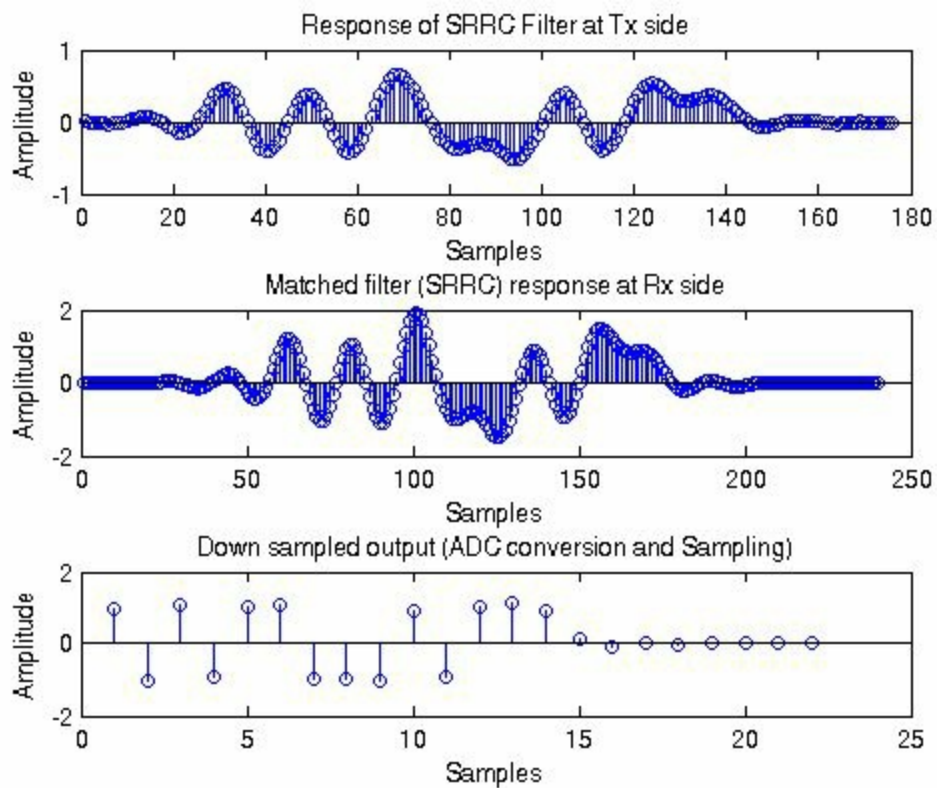 Response of SRRC Filter at Tx side
1
0
-1
Amplitude
0 20 40 60 80 100 120 140 160 180
Samples
Matched filter (SRRC) response at Rx side
2
0
-2
Amplitude
0 50 100 150 200 250
Samples
Down sampled output (ADC conversion and Sampling)
2
0
-2
Amplitude
0 5 10 15 20 25
Samples